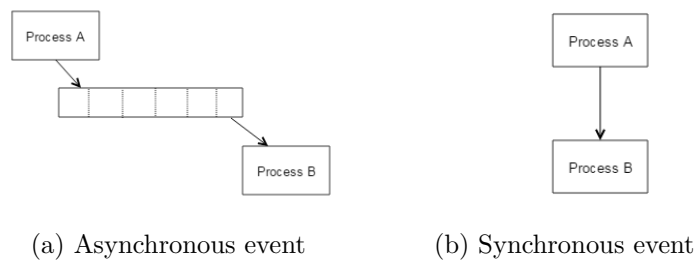 Process A
Process B
(a) Asynchronous event
Process A
Process B
(b) Synchronous event